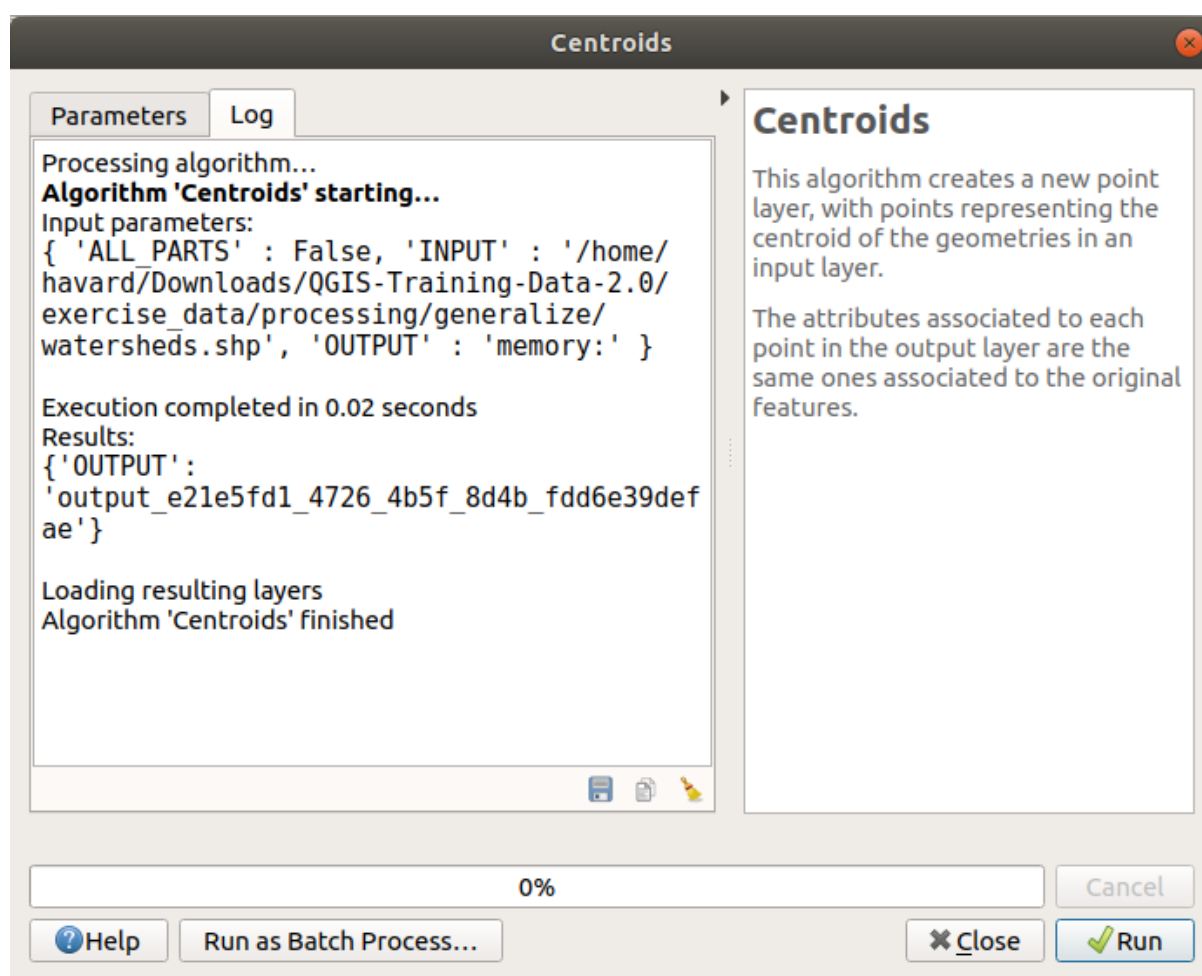 Centroids
Parameters
Log
Processing algorithm…
Algorithm 'Centroids' starting…
Input parameters:
{ 'ALL_PARTS' : False, 'INPUT' : '/home/
havard/Downloads/QGIS-Training-Data-2.0/
exercise_data/processing/generalize/
watersheds.shp', 'OUTPUT' : 'memory:' }
Execution completed in 0.02 seconds
Results:
{'OUTPUT':
'output_e21e5fd1_4726_4b5f_8d4b_fdd6e39def
ae'}
Loading resulting layers
Algorithm 'Centroids' finished
Centroids
This algorithm creates a new point
layer, with points representing the
centroid of the geometries in an
input layer.
The attributes associated to each
point in the output layer are the
same ones associated to the original
features.
0%
Cancel
Help
Run as Batch Process…
Close
Run